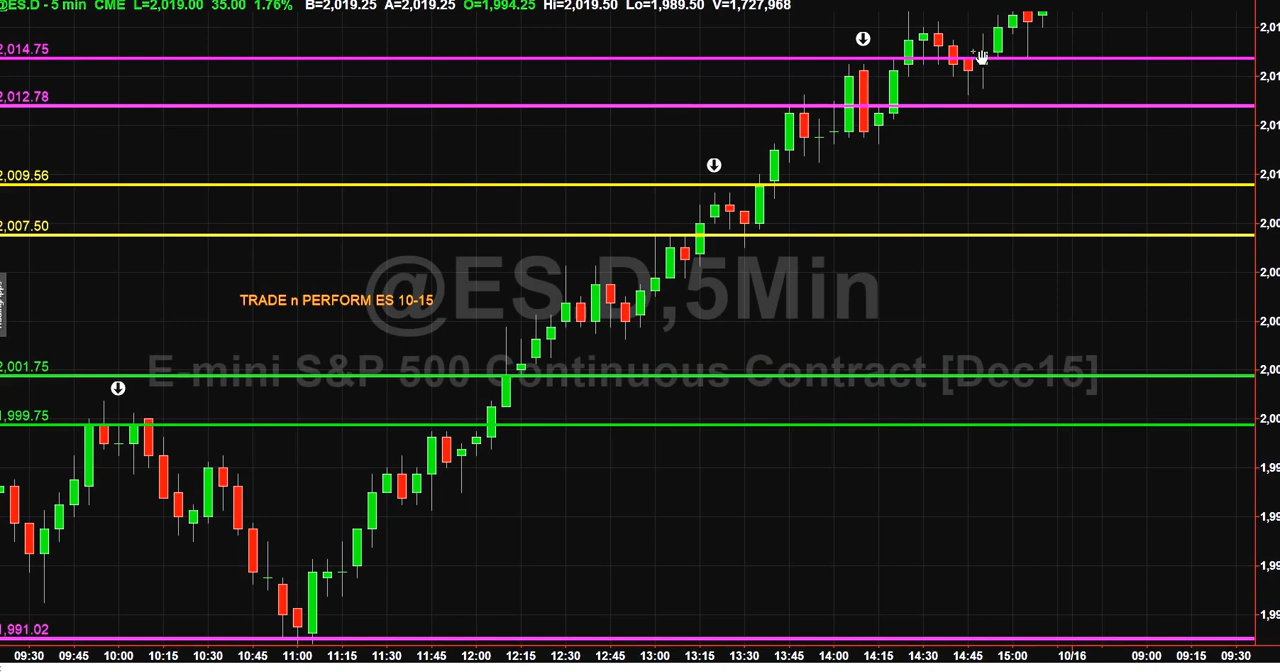 @ES.D - 5 min CME L=2,019.00 35.00 1.76% B=2,019.25 A=2,019.25 O=1,994.25 Hi=2,019.50 Lo=1,989.50 V=1,727,968
2,014.75
2,012.78
2,009.56
2,007.50
@ES.D,5Min
TRADE n PERFORM ES 10-15
E-mini S&P 500 Continuous Contract [Dec15]
2,001.75
1,999.75
1,991.02
09:30 09:45 10:00 10:15 10:30 10:45 11:00 11:15 11:30 11:45 12:00 12:15 12:30 12:45 13:00 13:15 13:30 13:45 14:00 14:15 14:30 14:45 15:00 10/16 09:00 09:15 09:30